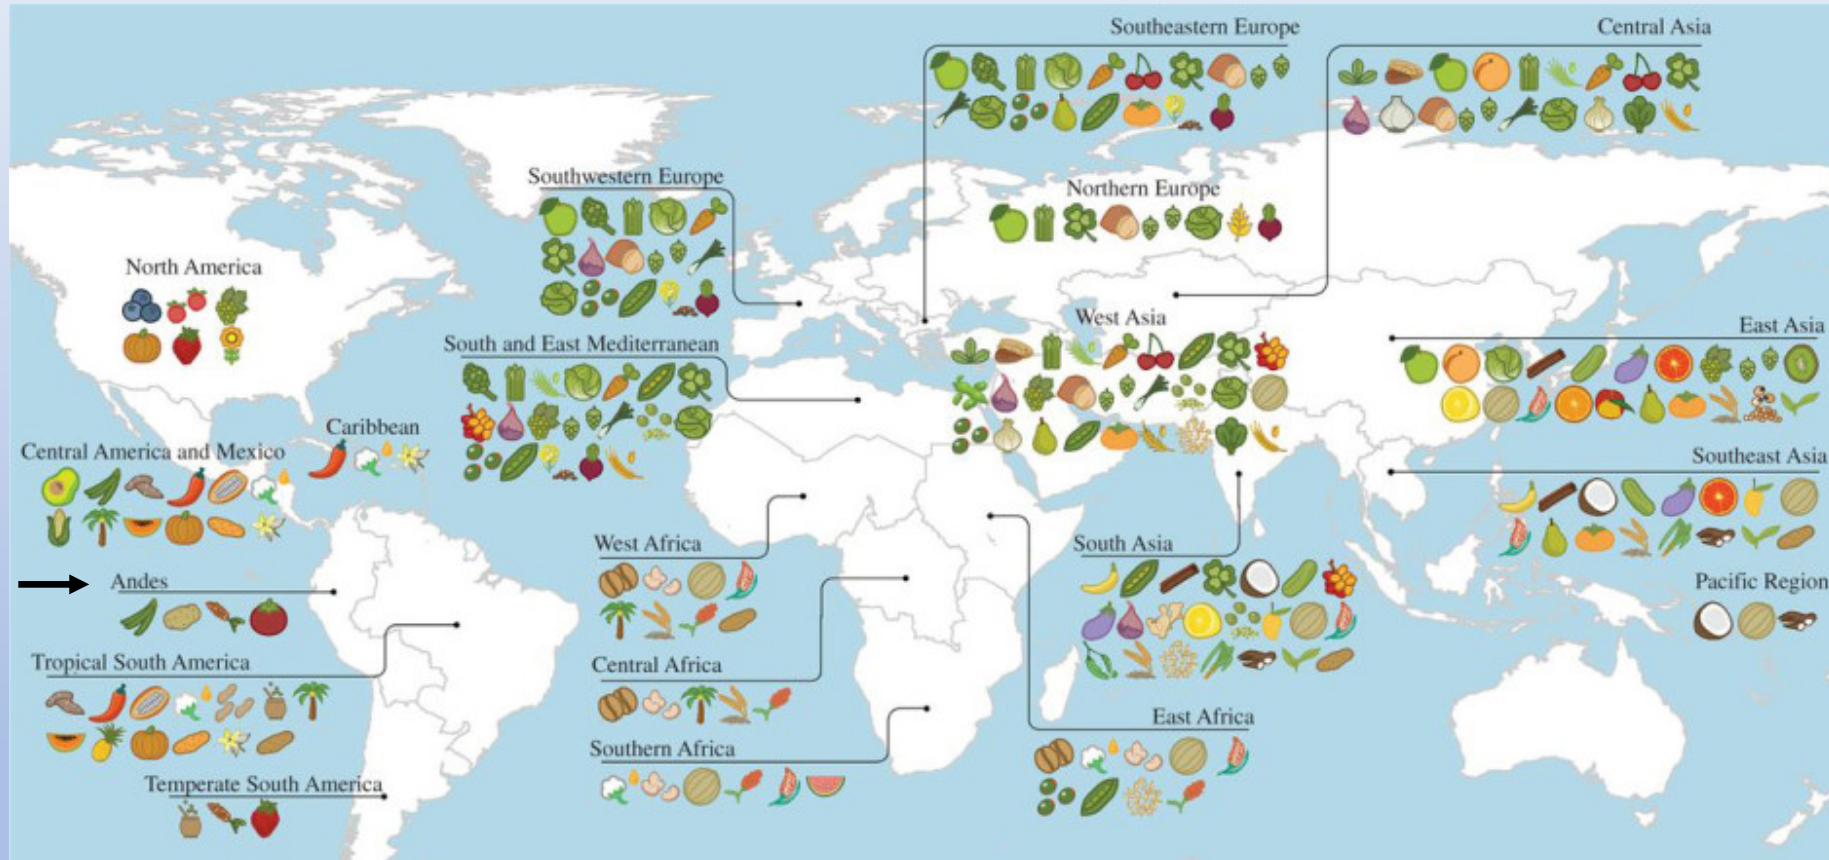 Southeastern Europe
Central Asia
Southwestern Europe
Northern Europe
North America
West Asia
East Asia
South and East Mediterranean
Caribbean
Central America and Mexico
Southeast Asia
West Africa
South Asia
Andes
Pacific Region
Tropical South America
Central Africa
East Africa
Southern Africa
Temperate South America